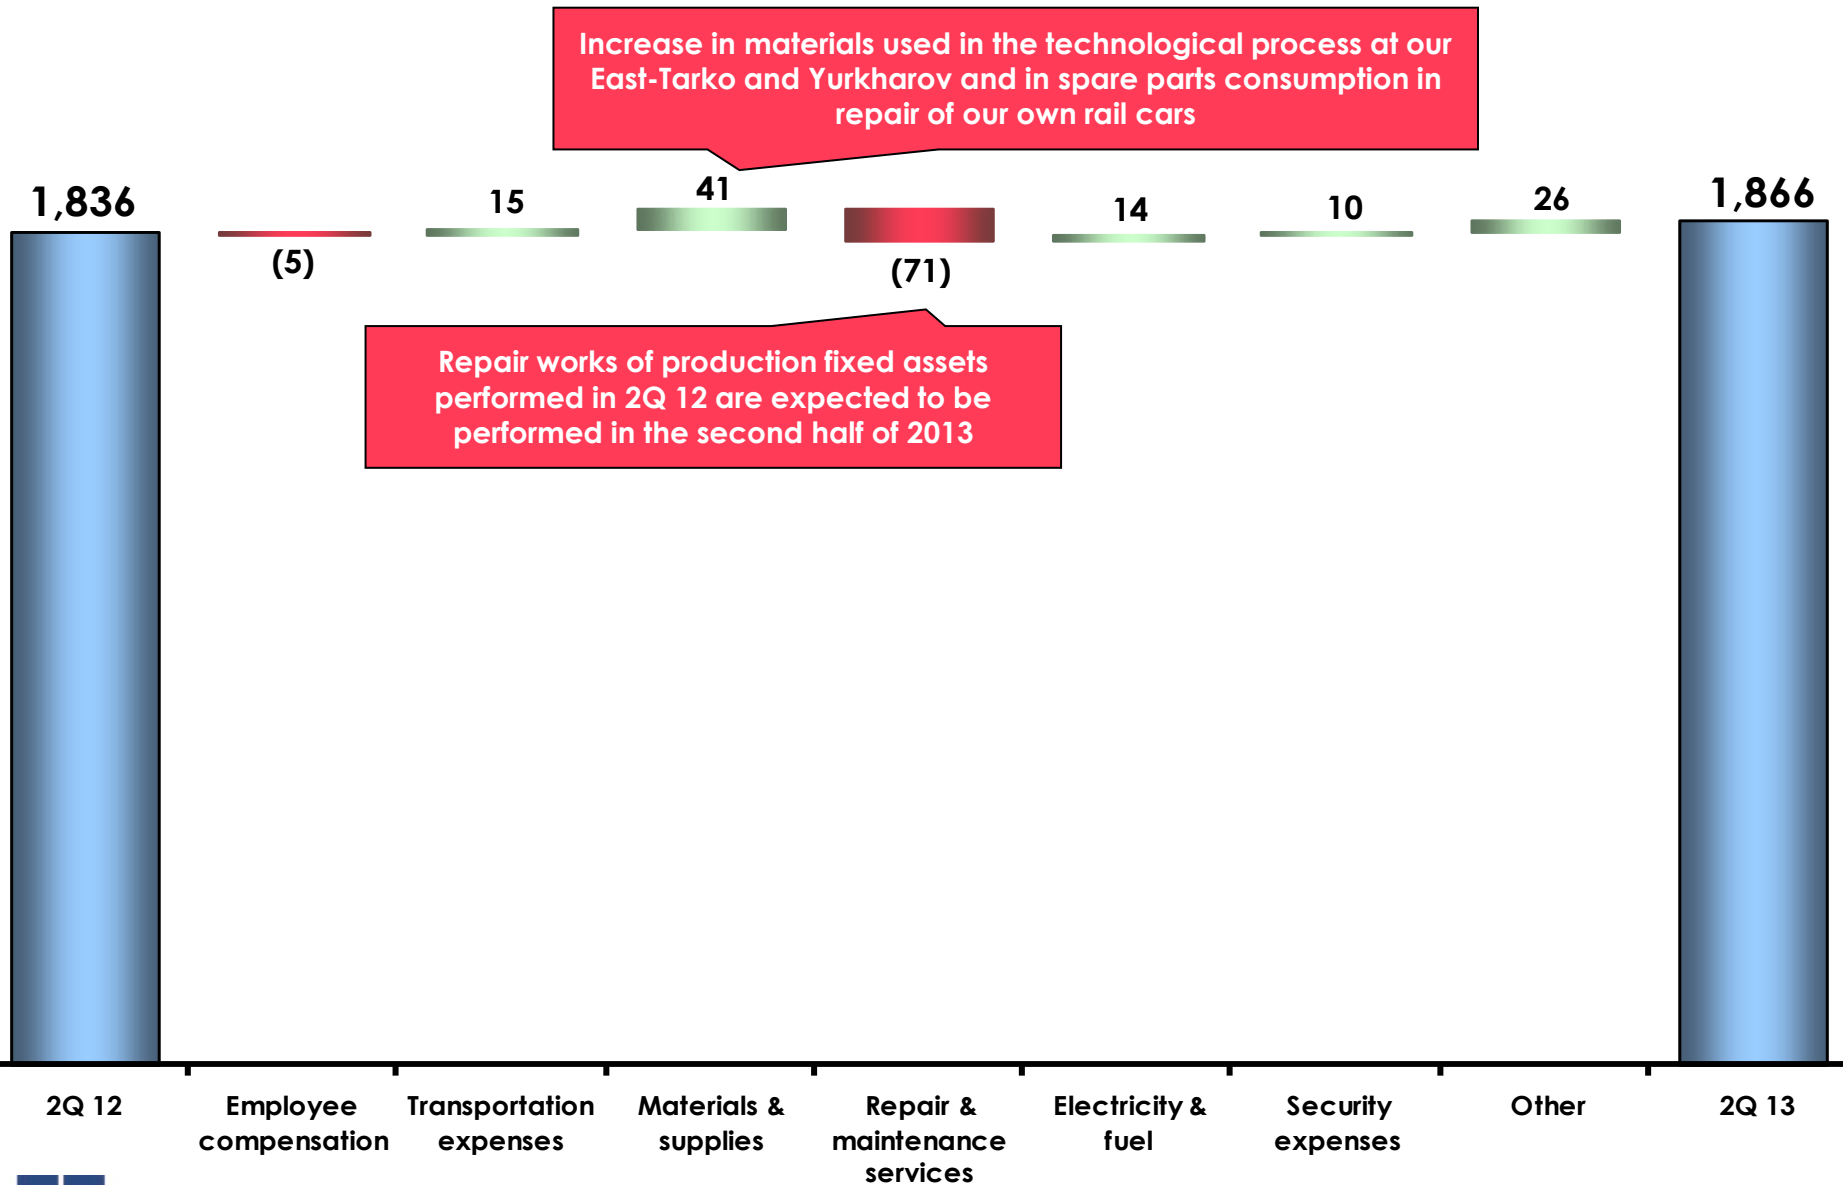 Increase in materials used in the technological process at our
East-Tarko and Yurkharov and in spare parts consumption in
repair of our own rail cars
1,836
(5)
15
41
(71)
14
10
26
1,866
Repair works of production fixed assets
performed in 2Q 12 are expected to be
performed in the second half of 2013
2Q 12
Employee
compensation
Transportation
expenses
Materials &
supplies
Repair &
maintenance
services
Electricity &
fuel
Security
expenses
Other
2Q 13